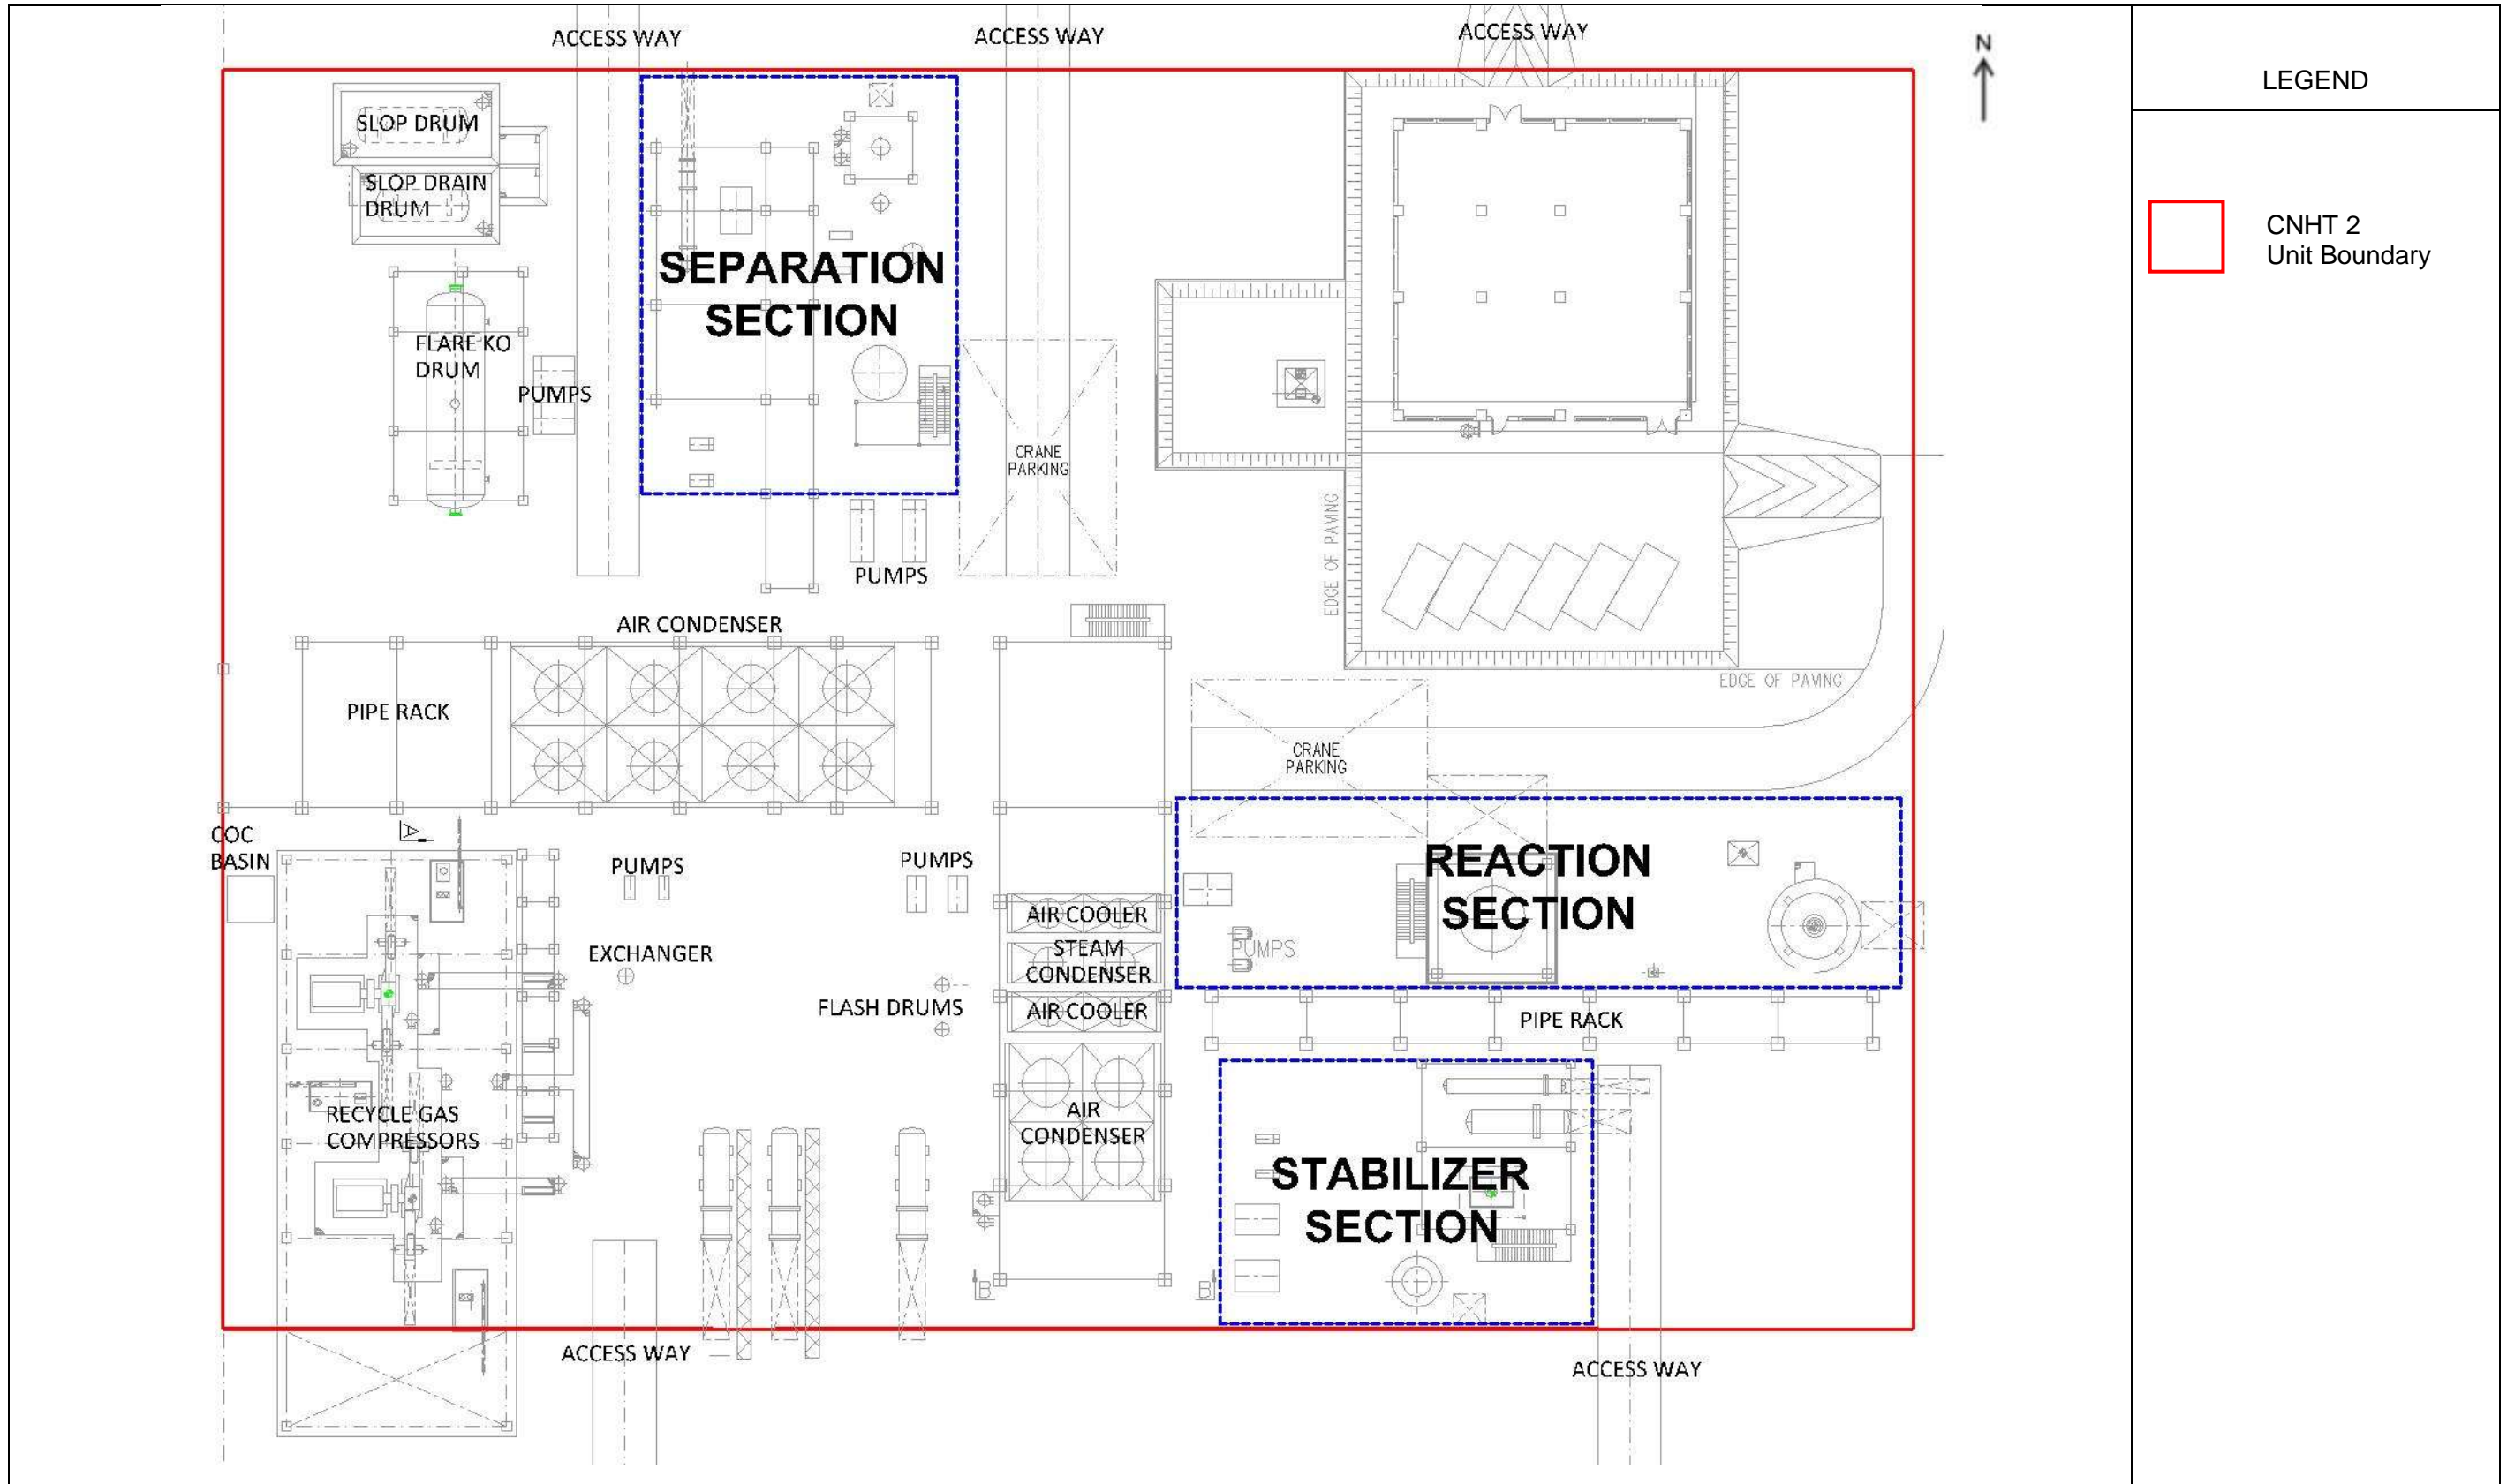 ACCESS WAY
ACCESS WAY
ACCESS WAY
N
LEGEND
SLOP DRUM
SLOP DRAIN
DRUM
CNHT 2
Unit Boundary
SEPARATION
SECTION
FLARE KO
DRUM
PUMPS
CRANE
PARKING
EDGE OF PAVING
PUMPS
AIR CONDENSER
EDGE OF PAVING
PIPE RACK
CRANE
PARKING
COC
BASIN
A
PUMPS
PUMPS
REACTION
SECTION
AIR COOLER
EXCHANGER
STEAM
CONDENSER
PUMPS
FLASH DRUMS
AIR COOLER
PIPE RACK
RECYCLE GAS
COMPRESSORS
AIR
CONDENSER
STABILIZER
SECTION
B
B
ACCESS WAY
ACCESS WAY